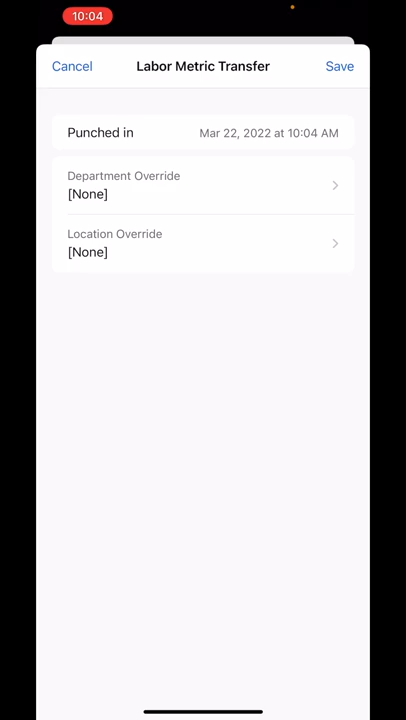 10:04
Cancel Labor Metric Transfer Save
Punched in Mar 22, 2022 at 10:04 AM
Department Override
[None]
Location Override
[None]